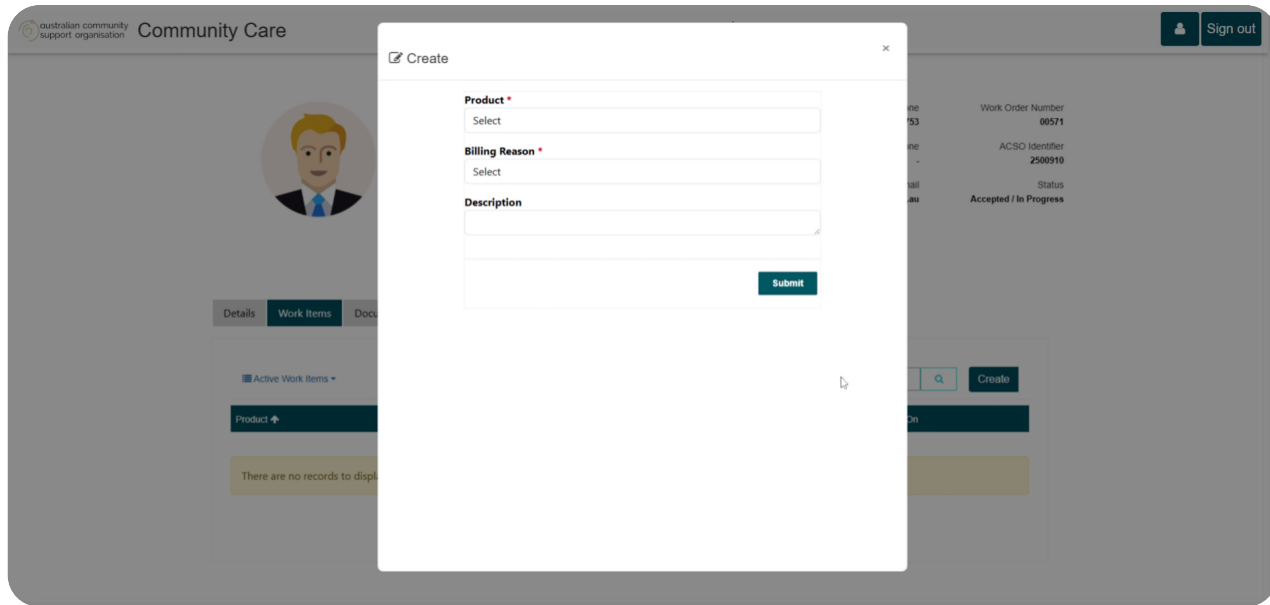 australian community
support organisation
Community Care
Sign out
Create
×
Product *
Select
Billing Reason *
Select
Description
Submit
Work Order Number
00571
ACSO Identifier
2500910
Status
Accepted / In Progress
ne
753
ne
-
nail
.au
Details
Work Items
Docu
Active Work Items
Create
Product
On
There are no records to displ